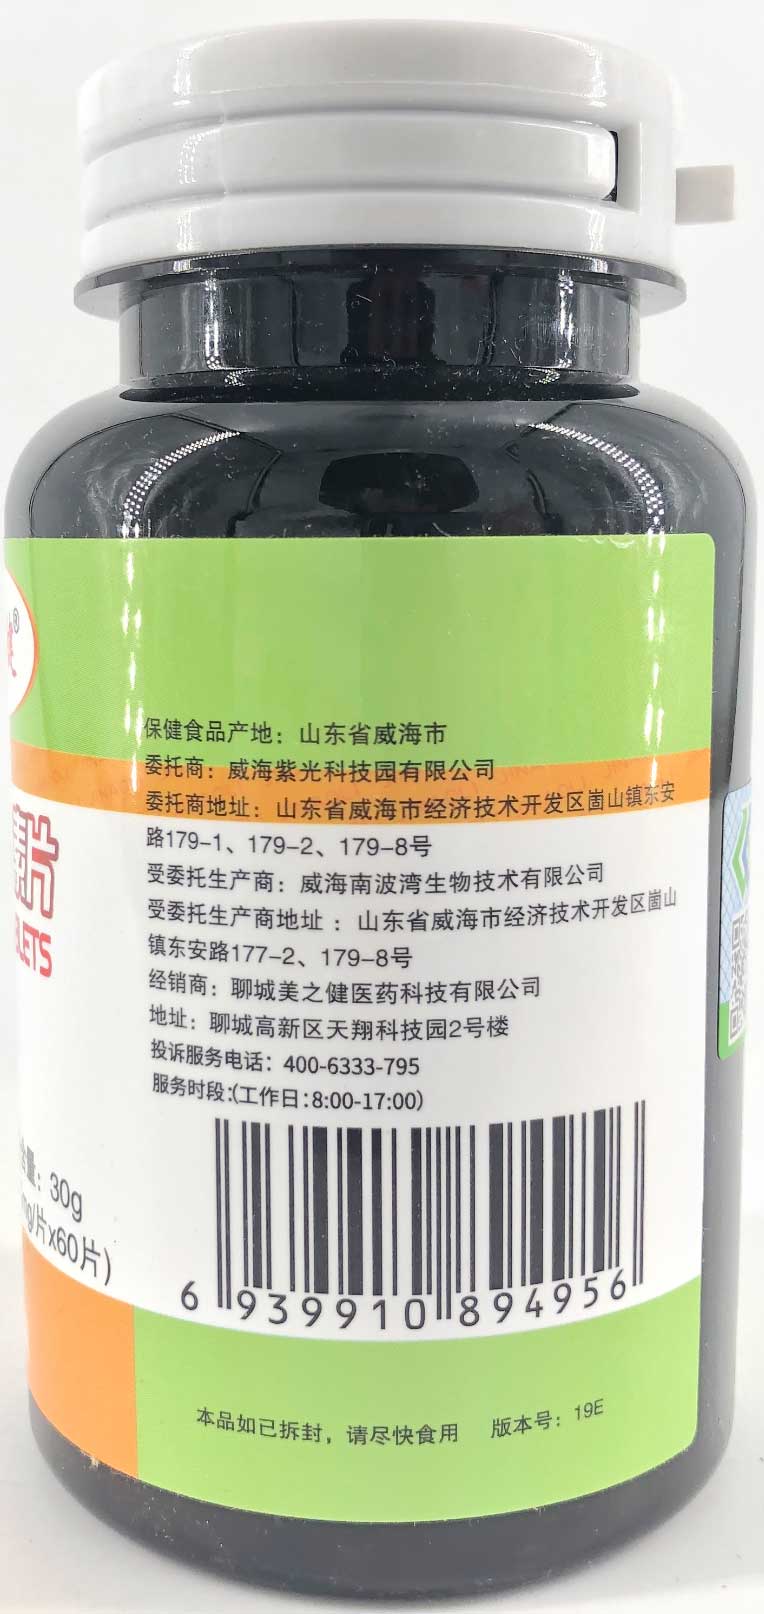 保健食品产地：山东省威海市
委托商：威海紫光科技园有限公司
委托商地址：山东省威海市经济技术开发区崮山镇东安
路179-1、179-2、179-8号
受委托生产商：威海南波湾生物技术有限公司
受委托生产商地址：山东省威海市经济技术开发区崮山
镇东安路177-2、179-8号
经销商：聊城美之健医药科技有限公司
地址：聊城高新区天翔科技园2号楼
投诉服务电话：400-6333-795
服务时段:(工作日:8:00-17:00)
6 939910 894956
本品如已拆封，请尽快食用 版本号：19E
健®
片
BLETS
量：30g
mg/片x60片)